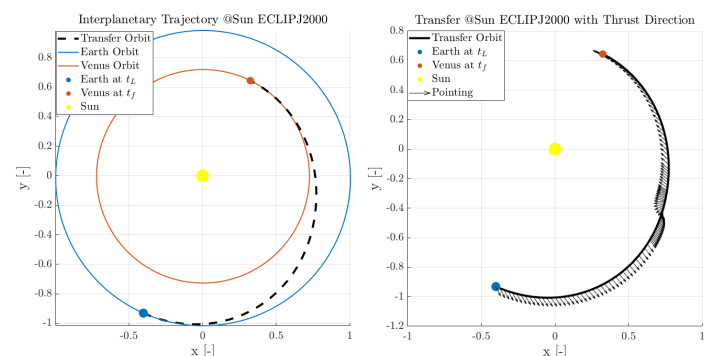 Interplanetary Trajectory @Sun ECLIPJ2000
Transfer Orbit
Earth Orbit
Venus Orbit
Earth at t_L
Venus at t_f
Sun
0.8
0.6
0.4
0.2
0
-0.2
-0.4
-0.6
-0.8
-1
y [-]
-0.5
0
0.5
1
x [-]
Transfer @Sun ECLIPJ2000 with Thrust Direction
Transfer Orbit
Earth at t_L
Venus at t_f
Sun
Pointing
0.8
0.6
0.4
0.2
0
-0.2
-0.4
-0.6
-0.8
-1
-1.2
y [-]
-1
-0.5
0
0.5
1
x [-]